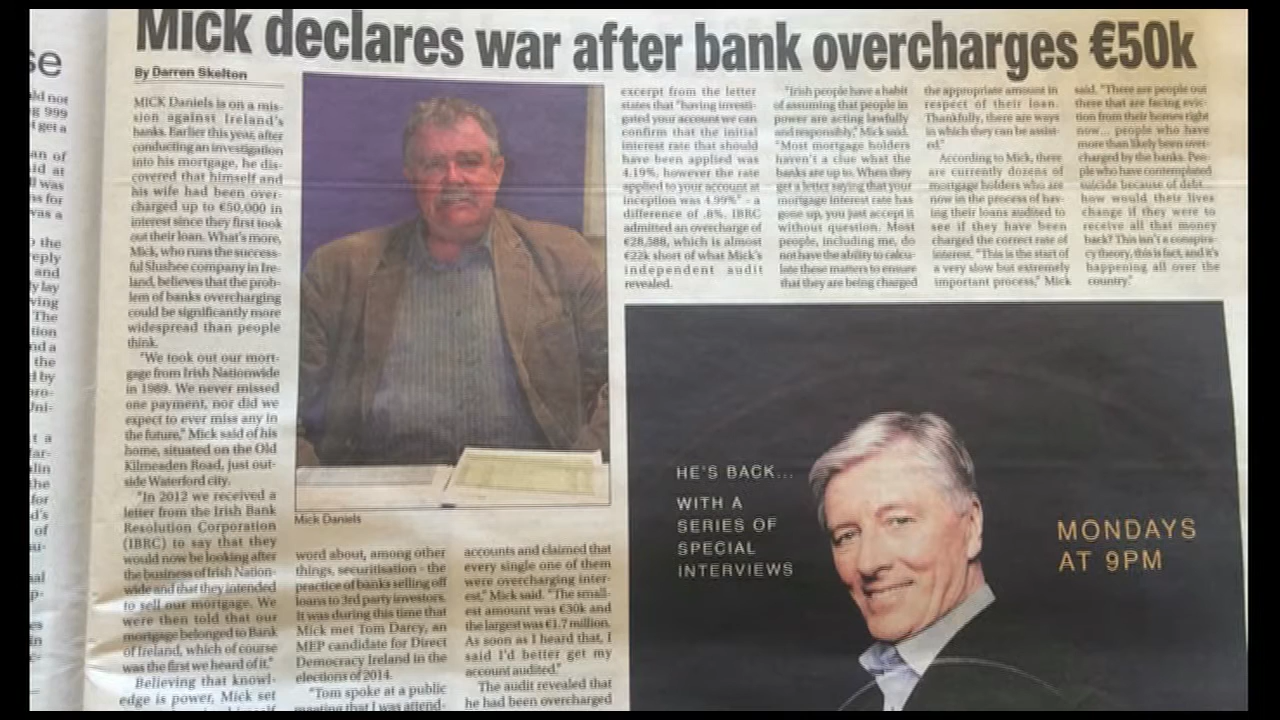 Mick declares war after bank overcharges €50k
By Darren Skelton
MICK Daniels is on a mis-
sion against Ireland's
banks. Earlier this year, after
conducting an investigation
into his mortgage, he dis-
covered that himself and
his wife had been over-
charged up to €50,000 in
interest since they first took
out their loan. What's more,
Mick, who runs the success-
ful Slushee company in Ire-
land, believes that the prob-
lem of banks overcharging
could be significantly more
widespread than people
think.
"We took out our mort-
gage from Irish Nationwide
in 1989. We never missed
one payment, nor did we
expect to ever miss any in
the future," Mick said of his
home, situated on the Old
Kilmeaden Road, just out-
side Waterford city.
"In 2012 we received a
letter from the Irish Bank
Resolution Corporation
(IBRC) to say that they
would now be looking after
the business of Irish Nation-
wide and that they intended
to sell our mortgage. We
were then told that our
mortgage belonged to Bank
of Ireland, which of course
was the first we heard of it."
Believing that knowl-
edge is power, Mick set
Mick Daniels
word about, among other
things, securitisation - the
practice of banks selling off
loans to 3rd party investors.
It was during this time that
Mick met Tom Darcy, an
MEP candidate for Direct
Democracy Ireland in the
elections of 2014.
"Tom spoke at a public
meeting that I was attend-
accounts and claimed that
every single one of them
were overcharging inter-
est," Mick said. "The small-
est amount was €30k and
the largest was €1.7 million.
As soon as I heard that, I
said I'd better get my
account audited."
The audit revealed that
he had been overcharged
excerpt from the letter
states that "having investi-
gated your account we can
confirm that the initial
interest rate that should
have been applied was
4.19%, however the rate
applied to your account at
inception was 4.99%" - a
difference of .8%. IBRC
admitted an overcharge of
€28,588, which is almost
€22k short of what Mick's
independent audit
revealed.
"Irish people have a habit
of assuming that people in
power are acting lawfully
and responsibly," Mick said.
"Most mortgage holders
haven't a clue what the
banks are up to. When they
get a letter saying that your
mortgage interest rate has
gone up, you just accept it
without question. Most
people, including me, do
not have the ability to calcu-
late these matters to ensure
that they are being charged
the appropriate amount in
respect of their loan.
Thankfully, there are ways
in which they can be assist-
ed."
According to Mick, there
are currently dozens of
mortgage holders who are
now in the process of hav-
ing their loans audited to
see if they have been
charged the correct rate of
interest. "This is the start of
a very slow but extremely
important process," Mick
said. "There are people out
there that are facing evic-
tion from their homes right
now... people who have
more than likely been over-
charged by the banks. Peo-
ple who have contemplated
suicide because of debt...
how would their lives
change if they were to
receive all that money
back? This isn't a conspira-
cy theory, this is fact, and it's
happening all over the
country."
HE'S BACK...
WITH A
SERIES OF
SPECIAL
INTERVIEWS
MONDAYS
AT 9PM